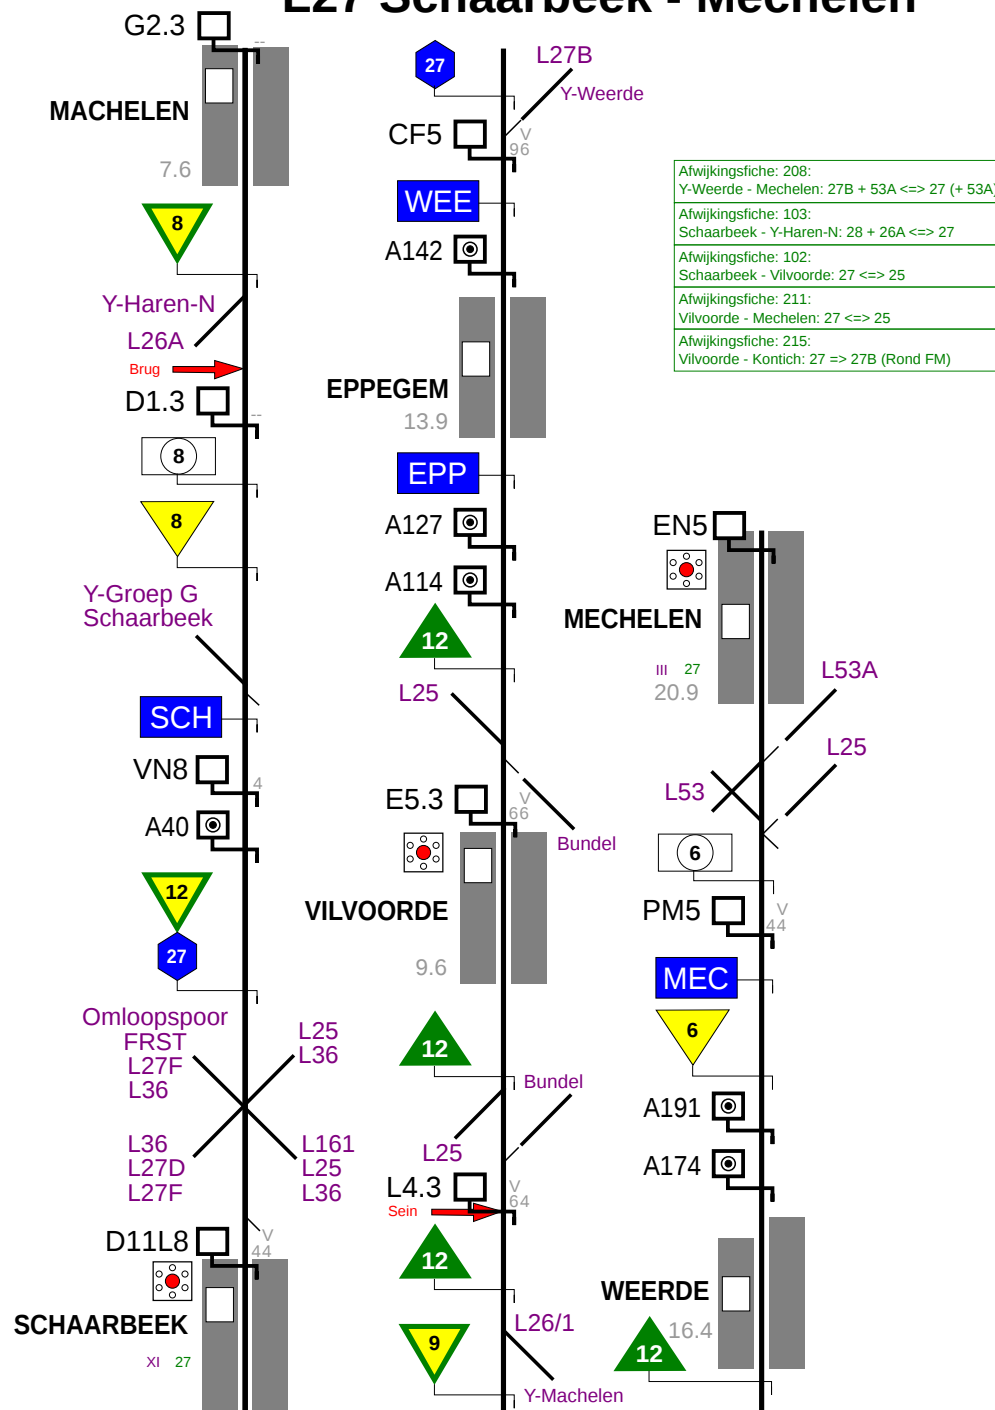 L27 Schaarbeek - Mechelen
G2.3
--
MACHELEN
7.6
8
Y-Haren-N
L26A
Brug
D1.3
--
8
8
Y-Groep G
Schaarbeek
SCH
VN8
4
A40
12
27
Omloopspoor
FRST
L27F
L36
L25
L36
L36
L27D
L27F
L161
L25
L36
D11L8
V
44
SCHAARBEEK
XI 27
27
L27B
Y-Weerde
CF5
V
96
WEE
A142
EPPEGEM
13.9
EPP
A127
A114
12
L25
E5.3
V
66
Bundel
VILVOORDE
9.6
12
Bundel
L25
L4.3
V
64
Sein
12
L26/1
9
Y-Machelen
Afwijkingsfiche: 208:
Y-Weerde - Mechelen: 27B + 53A <=> 27 (+ 53A)
Afwijkingsfiche: 103:
Schaarbeek - Y-Haren-N: 28 + 26A <=> 27
Afwijkingsfiche: 102:
Schaarbeek - Vilvoorde: 27 <=> 25
Afwijkingsfiche: 211:
Vilvoorde - Mechelen: 27 <=> 25
Afwijkingsfiche: 215:
Vilvoorde - Kontich: 27 => 27B (Rond FM)
EN5
MECHELEN
III 27
20.9
L53A
L25
L53
6
PM5
V
44
MEC
6
A191
A174
WEERDE
16.4
12